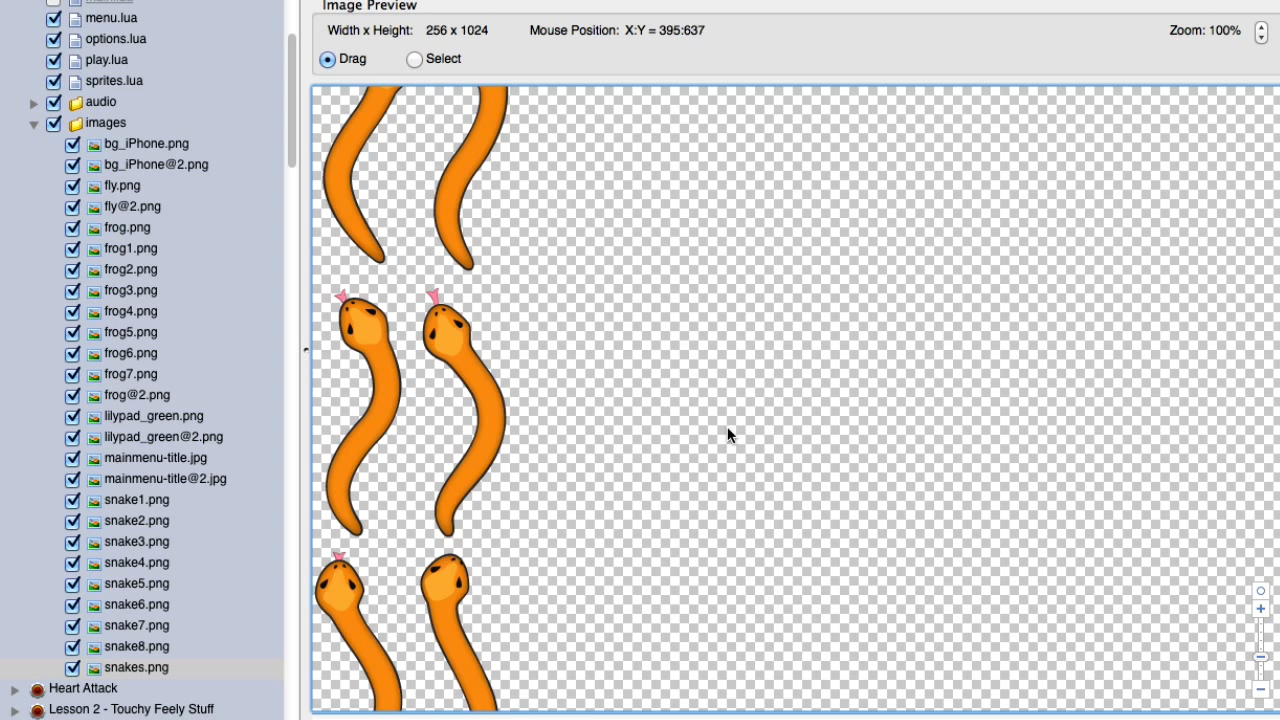 main.lua
menu.lua
options.lua
play.lua
sprites.lua
audio
images
bg_iPhone.png
bg_iPhone@2.png
fly.png
fly@2.png
frog.png
frog1.png
frog2.png
frog3.png
frog4.png
frog5.png
frog6.png
frog7.png
frog@2.png
lilypad_green.png
lilypad_green@2.png
mainmenu-title.jpg
mainmenu-title@2.jpg
snake1.png
snake2.png
snake3.png
snake4.png
snake5.png
snake6.png
snake7.png
snake8.png
snakes.png
Heart Attack
Lesson 2 - Touchy Feely Stuff
Image Preview
Width x Height: 256 x 1024 Mouse Position: X:Y = 395:637 Zoom: 100%
Drag Select